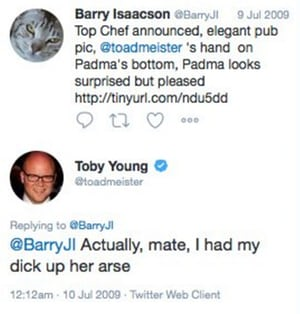 Barry Isaacson @BarryJI 9 Jul 2009
Top Chef announced, elegant pub
pic, @toadmeister 's hand on
Padma's bottom, Padma looks
surprised but pleased
http://tinyurl.com/ndu5dd
Toby Young
@toadmeister
Replying to @BarryJI
@BarryJI Actually, mate, I had my
dick up her arse
12:12am · 10 Jul 2009 · Twitter Web Client